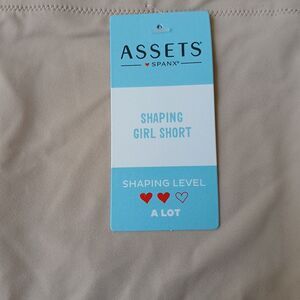 ASSETS
SPANX®
SHAPING
GIRL SHORT
SHAPING LEVEL
A LOT